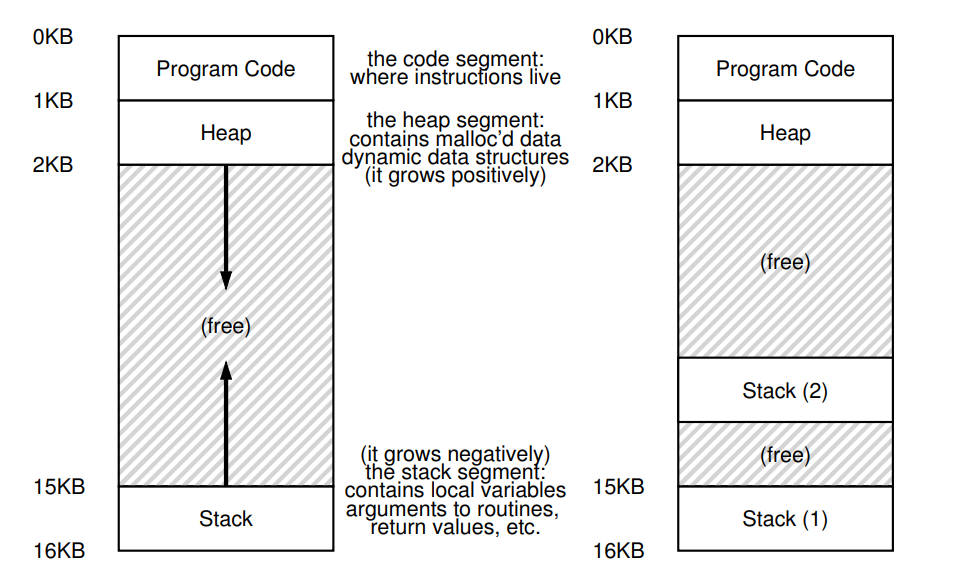 0KB
Program Code
the code segment:
where instructions live
1KB
Heap
the heap segment:
contains malloc'd data
dynamic data structures
(it grows positively)
2KB
(free)
(it grows negatively)
the stack segment:
contains local variables
arguments to routines,
return values, etc.
15KB
Stack
16KB
0KB
Program Code
1KB
Heap
2KB
(free)
Stack (2)
(free)
15KB
Stack (1)
16KB